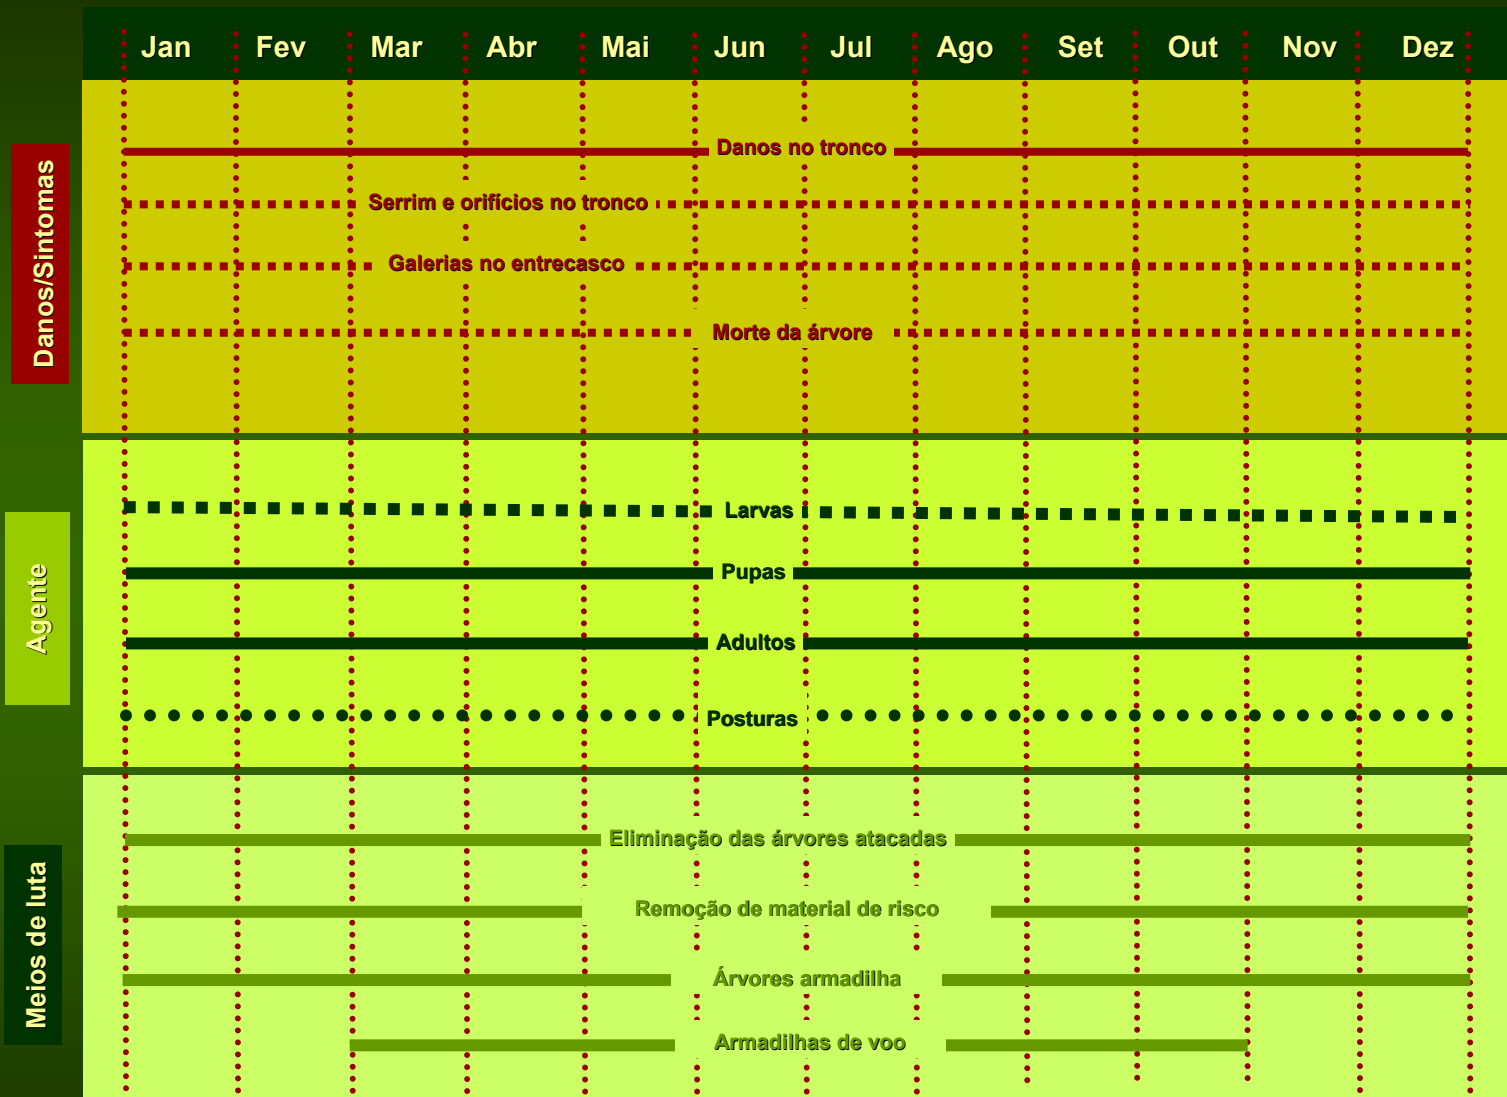 Jan Fev Mar Abr Mai Jun Jul Ago Set Out Nov Dez
Danos/Sintomas
Danos no tronco
Serrim e orifícios no tronco
Galerias no entrecasco
Morte da árvore
Agente
Larvas
Pupas
Adultos
Posturas
Meios de luta
Eliminação das árvores atacadas
Remoção de material de risco
Árvores armadilha
Armadilhas de voo